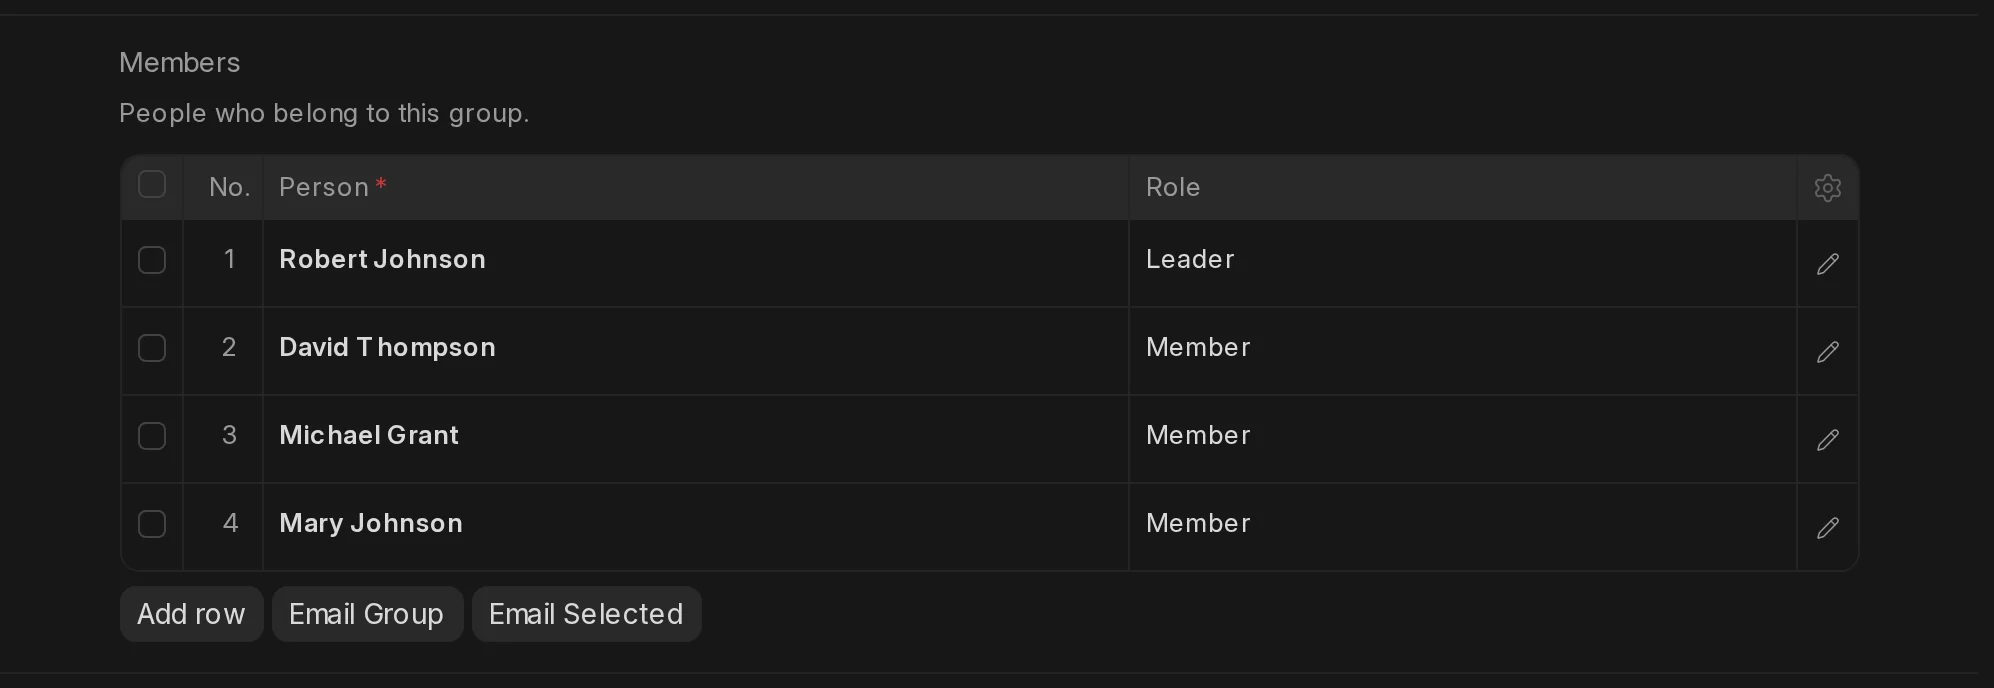 Members
People who belong to this group.
No. Person * Role
1 Robert Johnson Leader
2 David Thompson Member
3 Michael Grant Member
4 Mary Johnson Member
Add row Email Group Email Selected